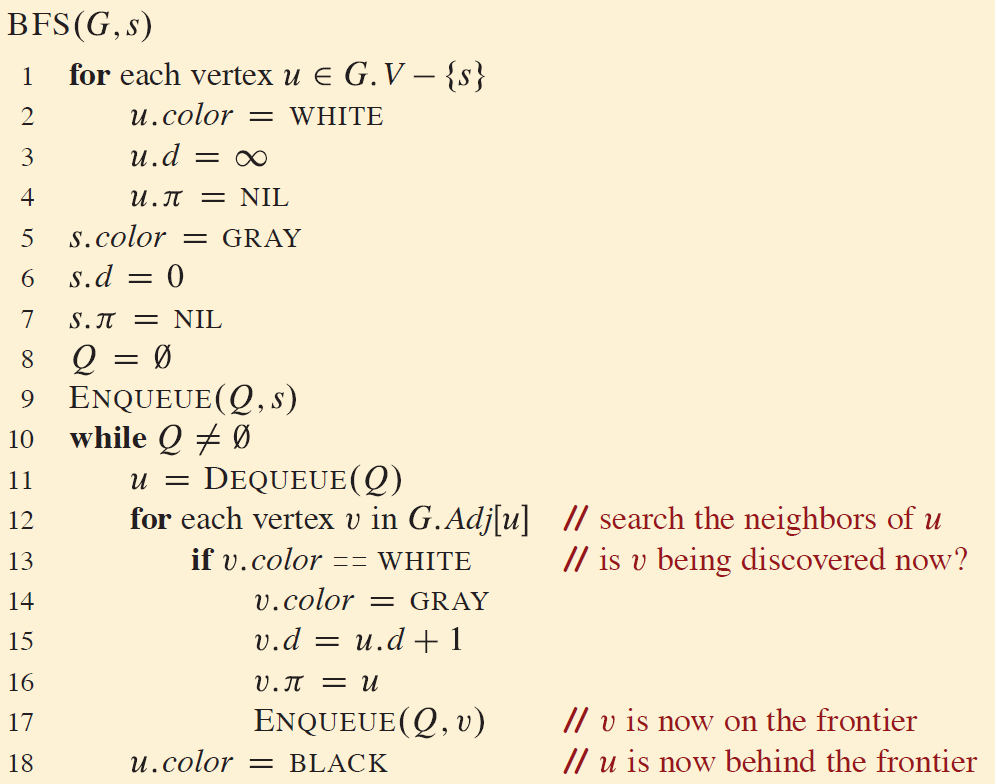 BFS(G, s)
1 for each vertex u ∈ G.V − {s}
2 u.color = WHITE
3 u.d = ∞
4 u.π = NIL
5 s.color = GRAY
6 s.d = 0
7 s.π = NIL
8 Q = ∅
9 ENQUEUE(Q, s)
10 while Q ≠ ∅
11 u = DEQUEUE(Q)
12 for each vertex v in G.Adj[u] // search the neighbors of u
13 if v.color == WHITE // is v being discovered now?
14 v.color = GRAY
15 v.d = u.d + 1
16 v.π = u
17 ENQUEUE(Q, v) // v is now on the frontier
18 u.color = BLACK // u is now behind the frontier